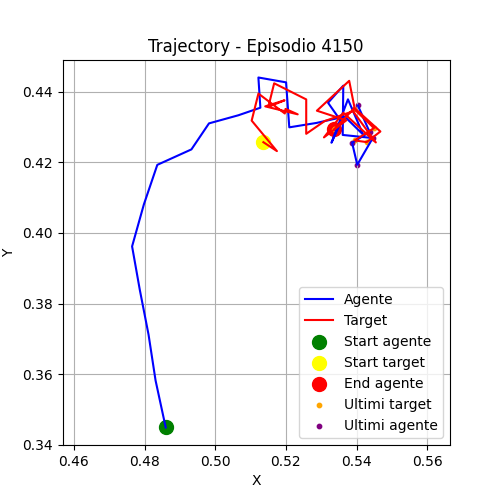 Trajectory - Episodio 4150
Y
0.44
0.42
0.40
0.38
0.36
0.34
Agente
Target
Start agente
Start target
End agente
Ultimi target
Ultimi agente
0.46 0.48 0.50 0.52 0.54 0.56
X